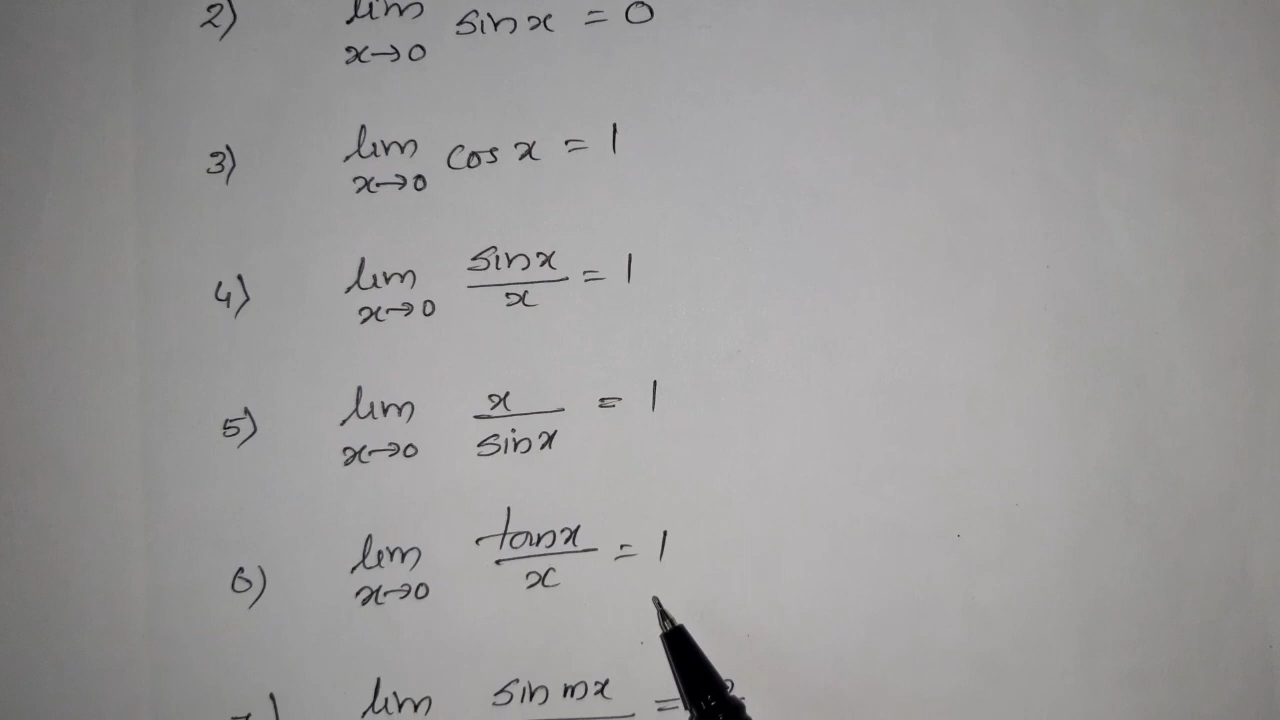 2) lim x→0 sin x = 0
3) lim x→0 cos x = 1
4) lim x→0 sin x / x = 1
5) lim x→0 x / sin x = 1
6) lim x→0 tan x / x = 1
lim sin mx =